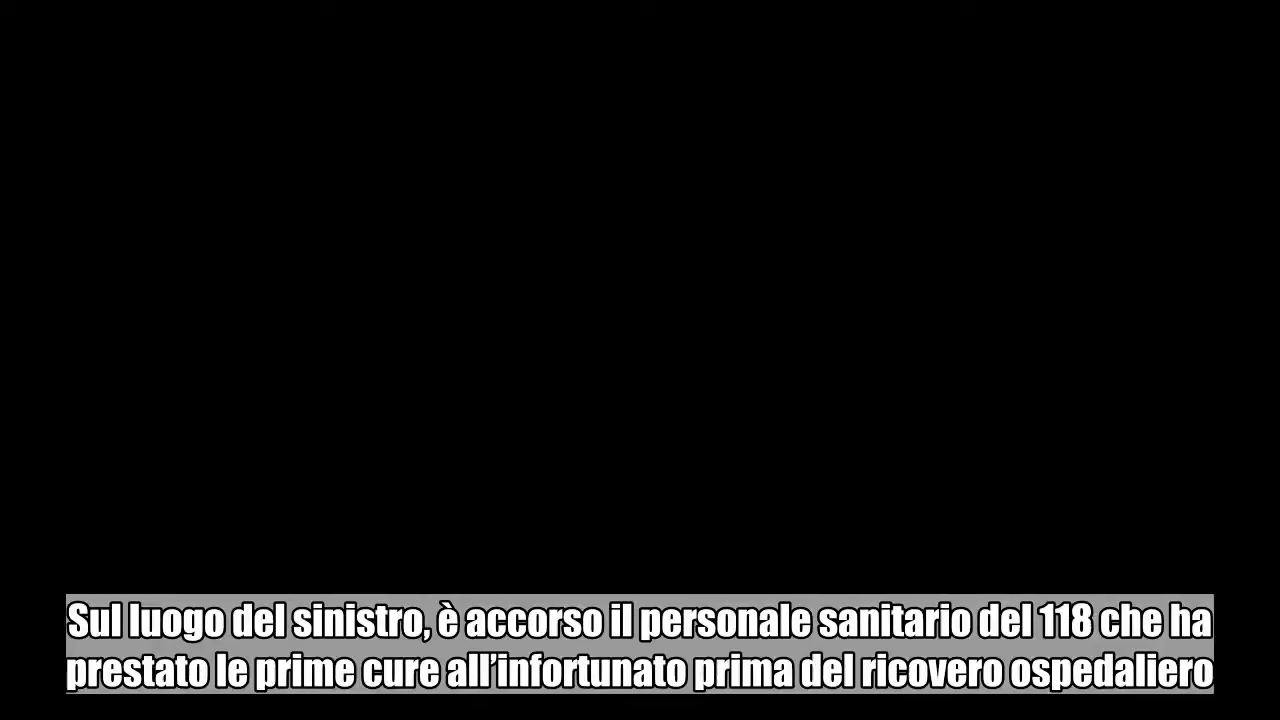 Sul luogo del sinistro, è accorso il personale sanitario del 118 che ha
prestato le prime cure all’infortunato prima del ricovero ospedaliero